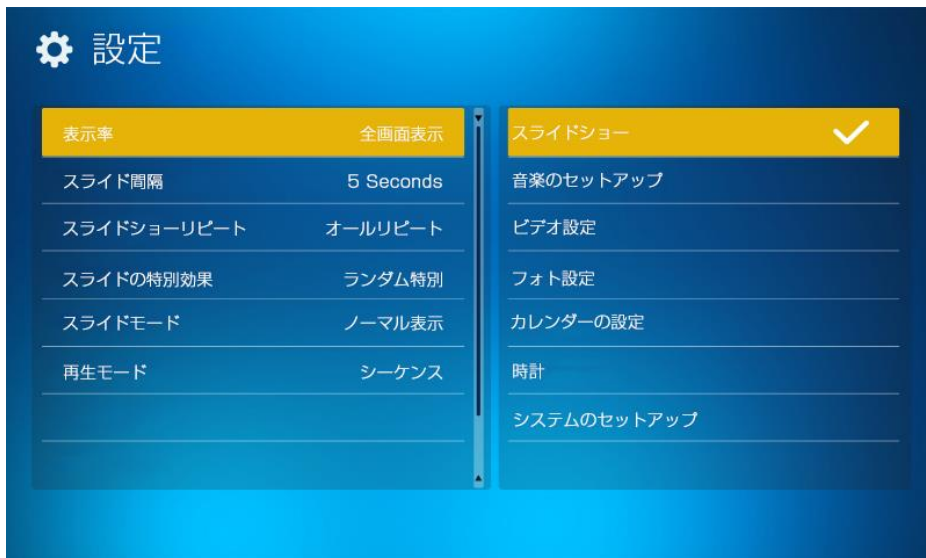 設定
表示率 全画面表示
スライド間隔 5 Seconds
スライドショーリピート オールリピート
スライドの特別効果 ランダム特別
スライドモード ノーマル表示
再生モード シーケンス
スライドショー
音楽のセットアップ
ビデオ設定
フォト設定
カレンダーの設定
時計
システムのセットアップ